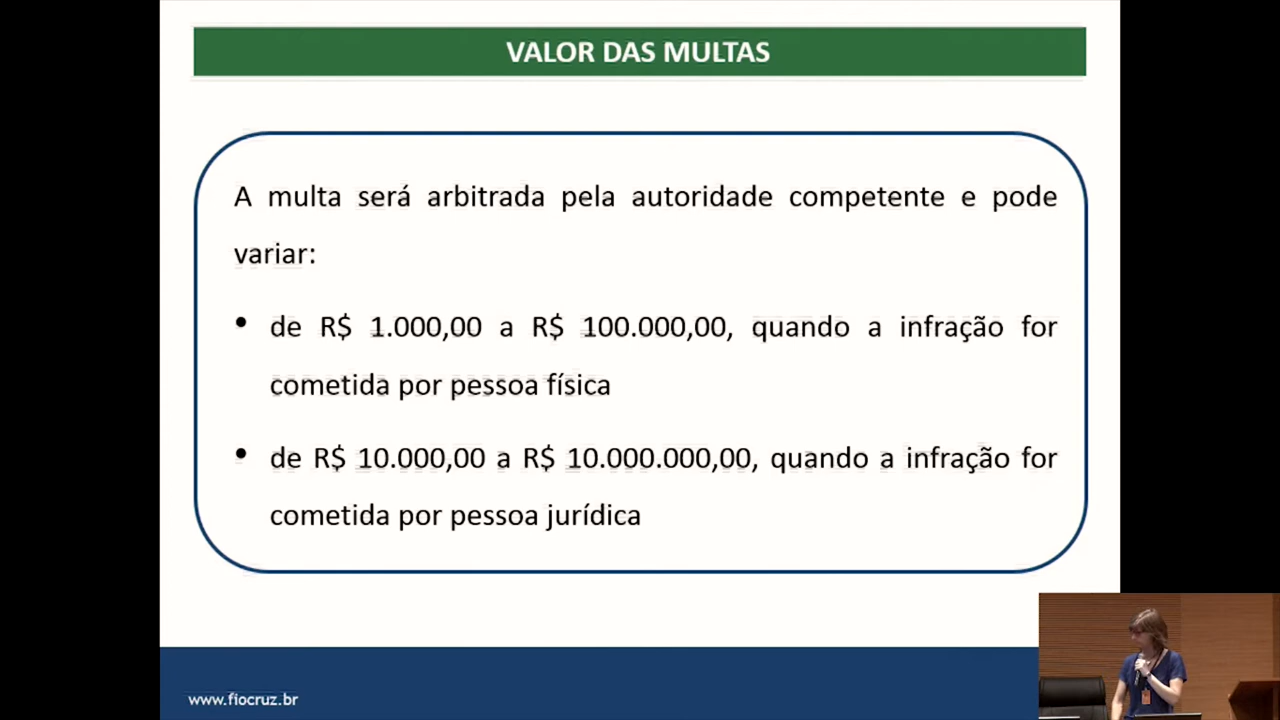 VALOR DAS MULTAS
A multa será arbitrada pela autoridade competente e pode
variar:
• de R$ 1.000,00 a R$ 100.000,00, quando a infração for
cometida por pessoa física
• de R$ 10.000,00 a R$ 10.000.000,00, quando a infração for
cometida por pessoa jurídica
www.fiocruz.br